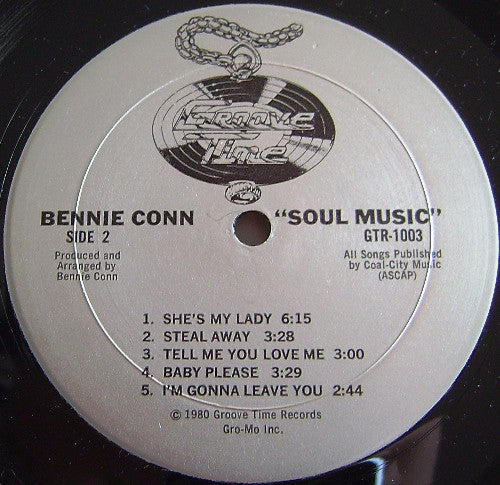 Groove
Time
BENNIE CONN
SIDE 2
Produced and
Arranged by
Bennie Conn
"SOUL MUSIC"
GTR-1003
All Songs Published
by Coal-City Music
(ASCAP)
1. SHE'S MY LADY 6:15
2. STEAL AWAY 3:28
3. TELL ME YOU LOVE ME 3:00
4. BABY PLEASE 3:29
5. I'M GONNA LEAVE YOU 2:44
© 1980 Groove Time Records
Gro-Mo Inc.